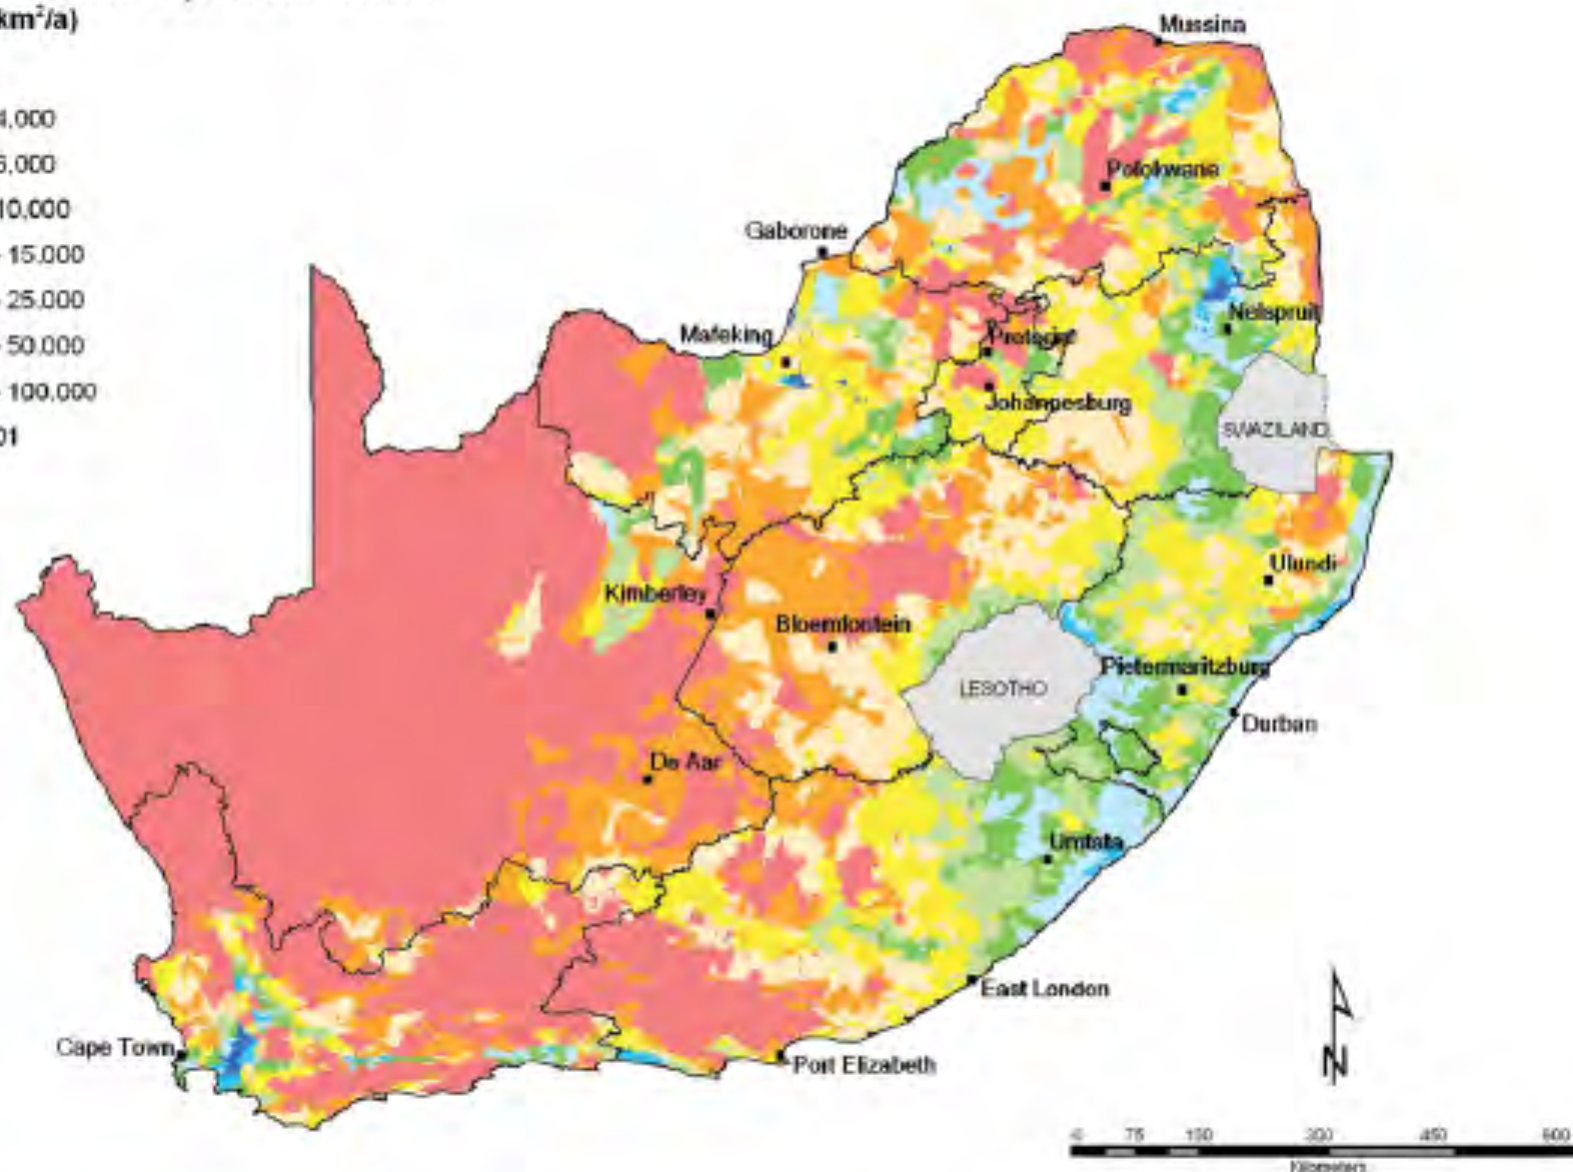 km²/a)
4.000
6.000
10.000
- 15.000
- 25.000
- 50.000
- 100.000
01
Mussina
Polokwane
Gaborone
Nelspruit
Mafeking
Pretoria
Johannesburg
SWAZILAND
Ulundi
Kimberley
Bloemfontein
Pietermaritzburg
LESOTHO
Durban
De Aar
Umtata
East London
Cape Town
Port Elizabeth
N
0 75 150 300 450 600
Kilometers